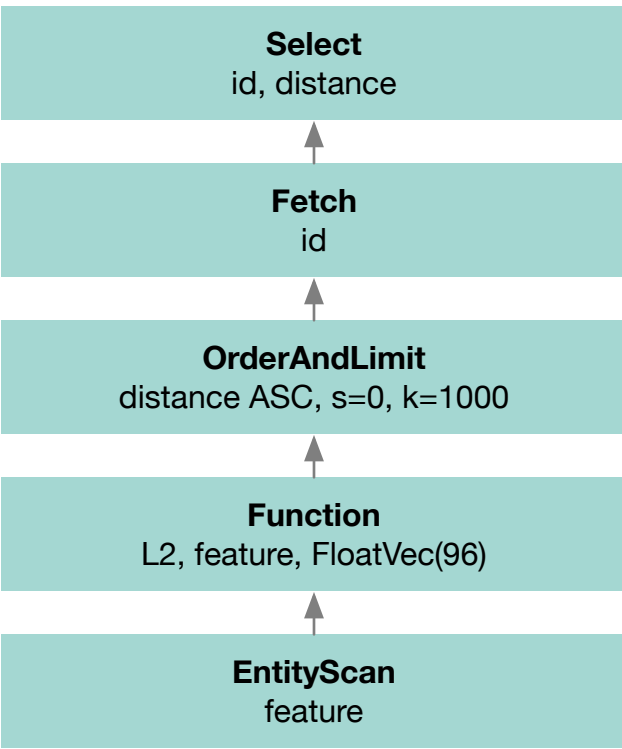 Select
id, distance
Fetch
id
OrderAndLimit
distance ASC, s=0, k=1000
Function
L2, feature, FloatVec(96)
EntityScan
feature